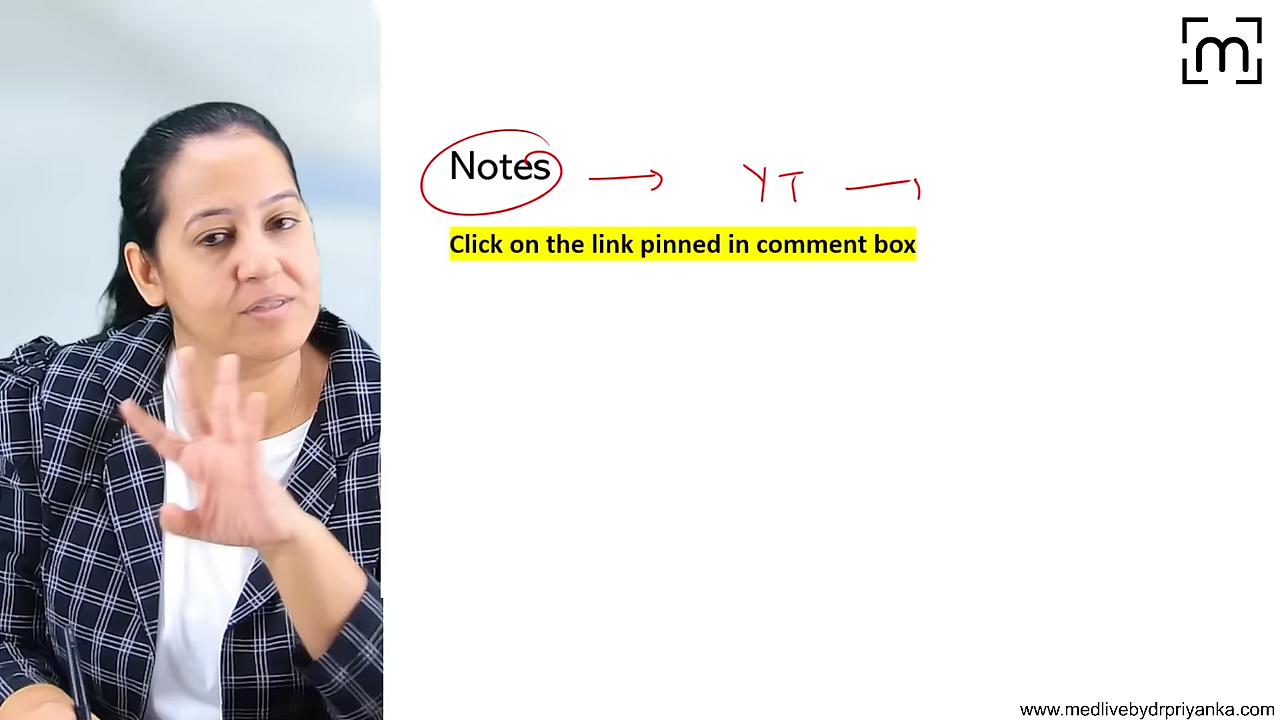 m
Notes → YT →
Click on the link pinned in comment box
www.medlivebydrpriyanka.com